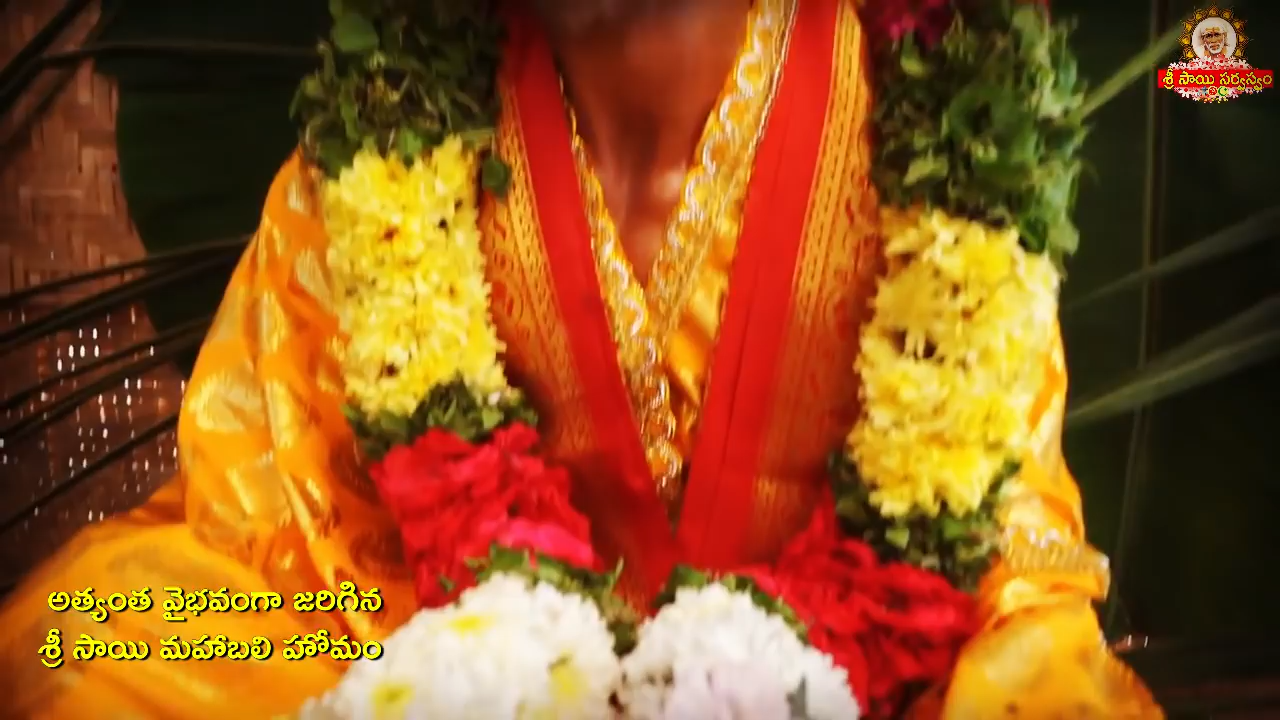 శ్రీ సాయి సర్వస్వం
అత్యంత వైభవంగా జరిగిన
శ్రీ సాయి మహాబలి హోమం